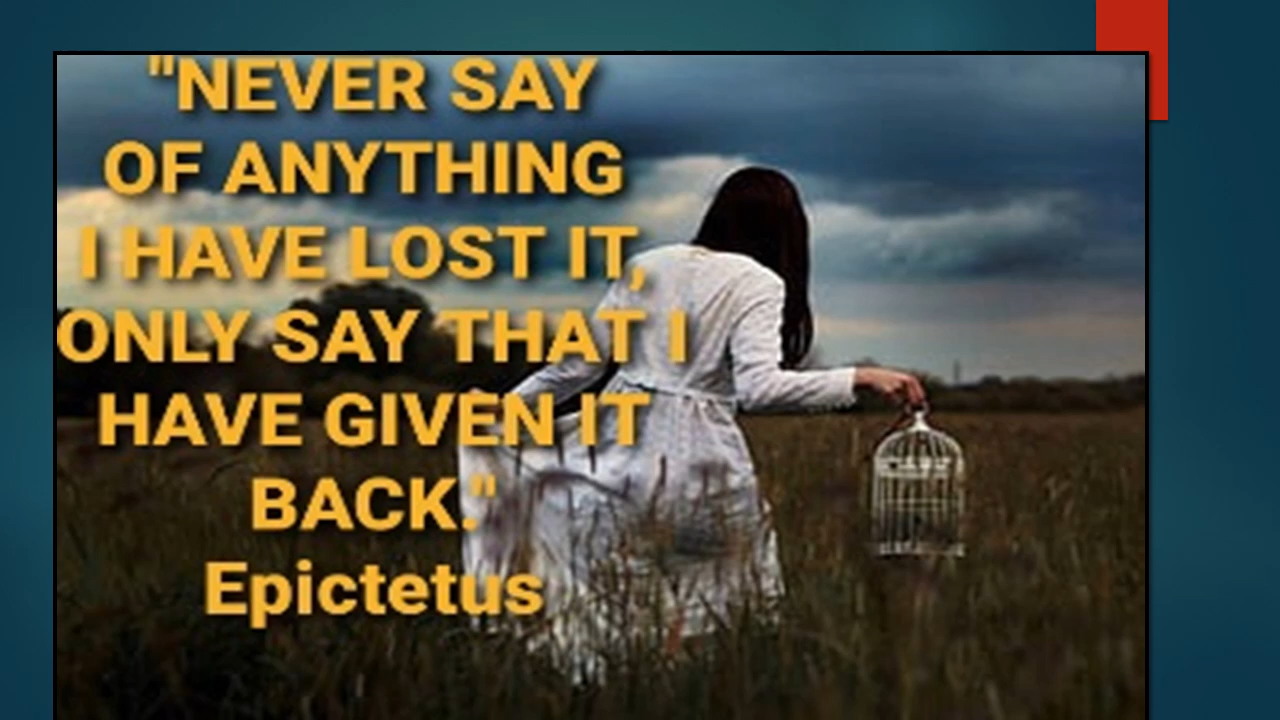 "NEVER SAY
OF ANYTHING
I HAVE LOST IT,
ONLY SAY THAT I
HAVE GIVEN IT
BACK."
Epictetus